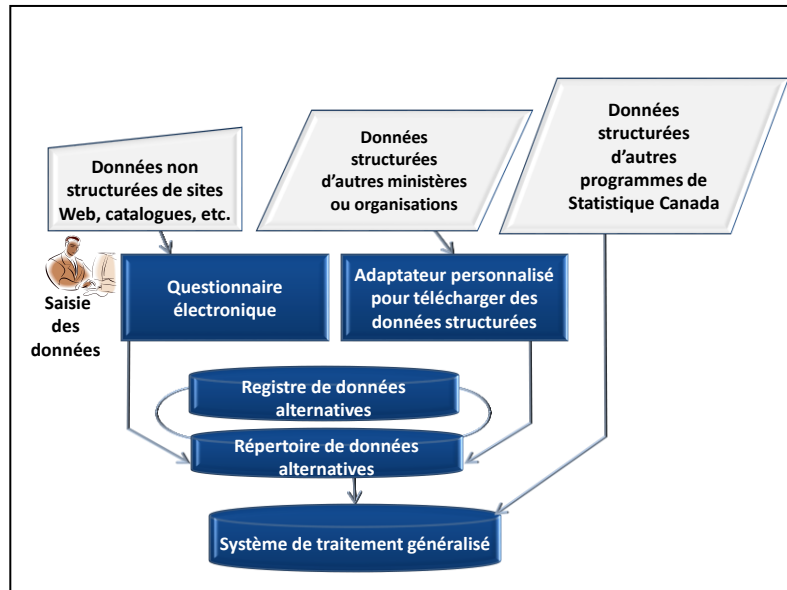 Données non
structurées de sites
Web, catalogues, etc.
Données
structurées
d’autres ministères
ou organisations
Données
structurées
d’autres
programmes de
Statistique Canada
Saisie
des
données
Questionnaire
électronique
Adaptateur personnalisé
pour télécharger des
données structurées
Registre de données
alternatives
Répertoire de données
alternatives
Système de traitement généralisé